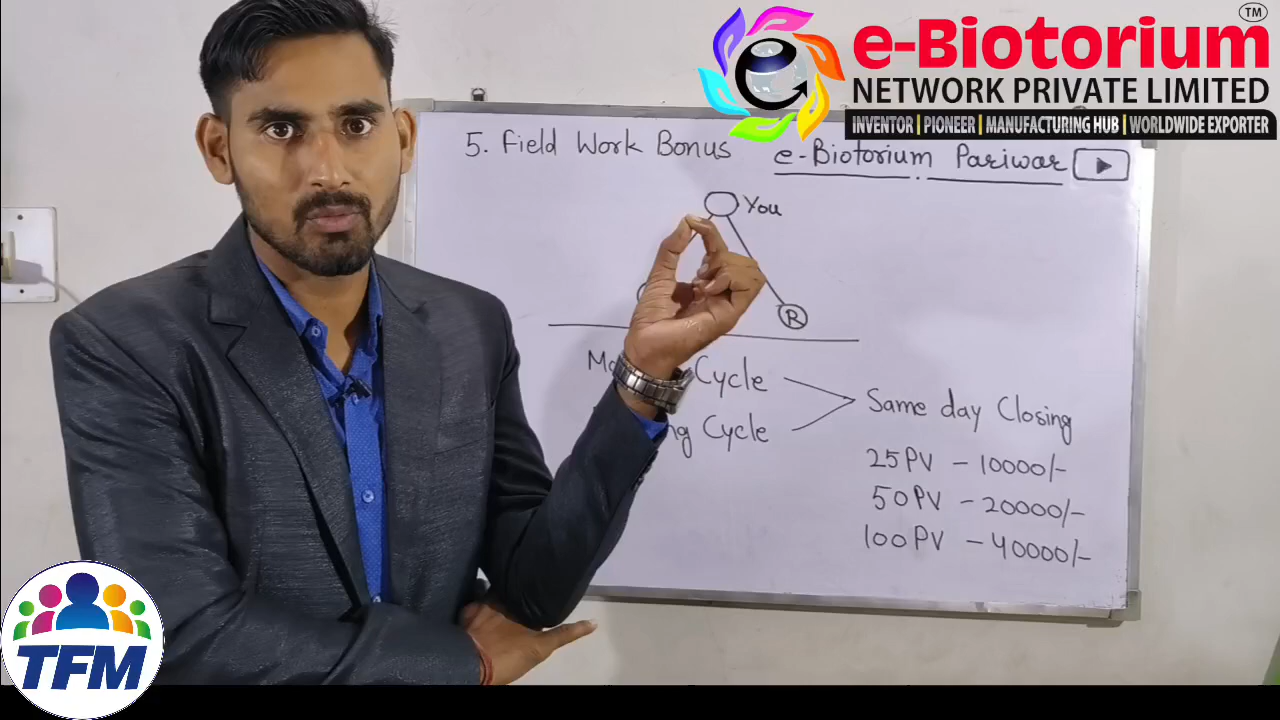 TM
e-Biotorium
NETWORK PRIVATE LIMITED
INVENTOR | PIONEER | MANUFACTURING HUB | WORLDWIDE EXPORTER
5. Field Work Bonus
e-Biotorium Pariwar
You
R
Cycle
Cycle
Same day Closing
25PV - 10000/-
50PV - 20000/-
100PV - 40000/-
TFM